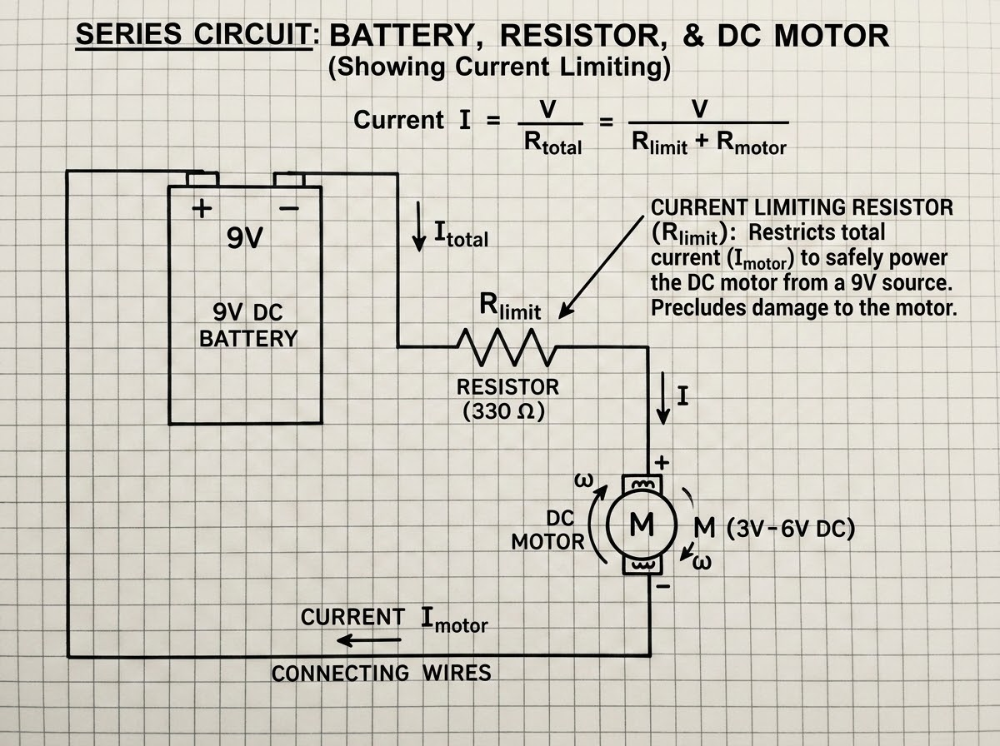 SERIES CIRCUIT: BATTERY, RESISTOR, & DC MOTOR
(Showing Current Limiting)
Current I = V / Rtotal = V / Rlimit + Rmotor
+ −
9V
9V DC
BATTERY
Itotal
CURRENT LIMITING RESISTOR
(Rlimit): Restricts total
current (Imotor) to safely power
the DC motor from a 9V source.
Precludes damage to the motor.
Rlimit
RESISTOR
(330 Ω)
I
+
ω
DC
MOTOR
M
M (3V-6V DC)
ω
−
CURRENT Imotor
CONNECTING WIRES